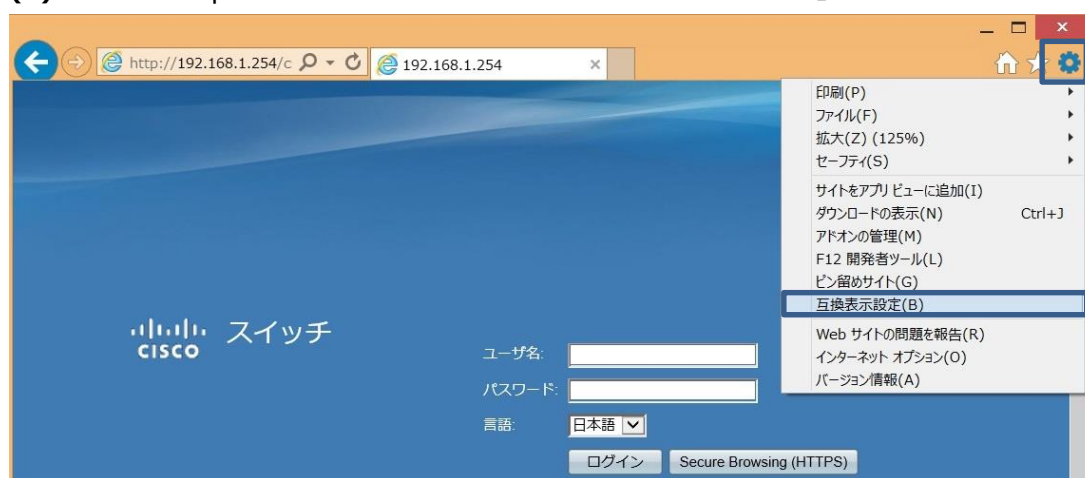 http://192.168.1.254/c
192.168.1.254
印刷(P)
ファイル(F)
拡大(Z) (125%)
セーフティ(S)
サイトをアプリ ビューに追加(I)
ダウンロードの表示(N) Ctrl+J
アドオンの管理(M)
F12 開発者ツール(L)
ピン留めサイト(G)
互換表示設定(B)
Web サイトの問題を報告(R)
インターネット オプション(O)
バージョン情報(A)
CISCO スイッチ
ユーザ名:
パスワード:
言語: 日本語
ログイン Secure Browsing (HTTPS)